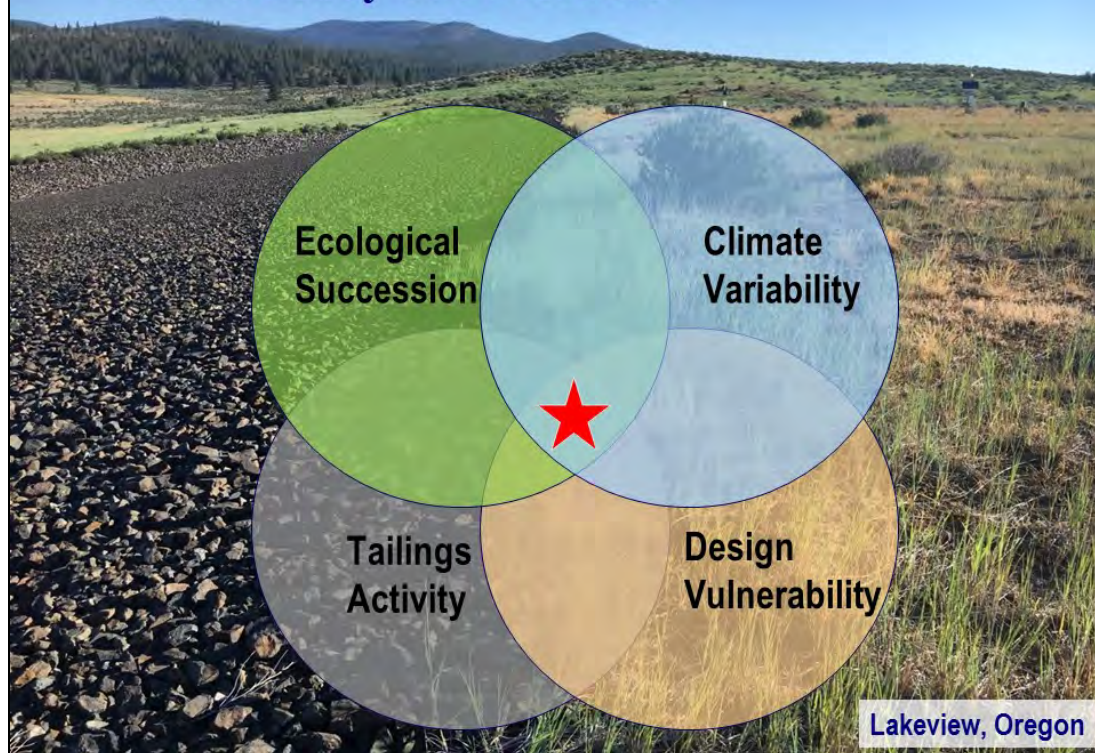 Ecological
Succession
Climate
Variability
Tailings
Activity
Design
Vulnerability
Lakeview, Oregon